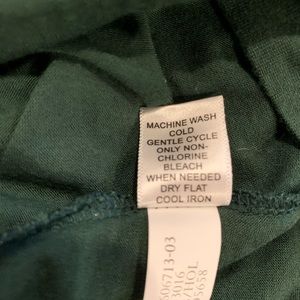 MACHINE WASH
COLD
GENTLE CYCLE
ONLY NON-
CHLORINE
BLEACH
WHEN NEEDED
DRY FLAT
COOL IRON